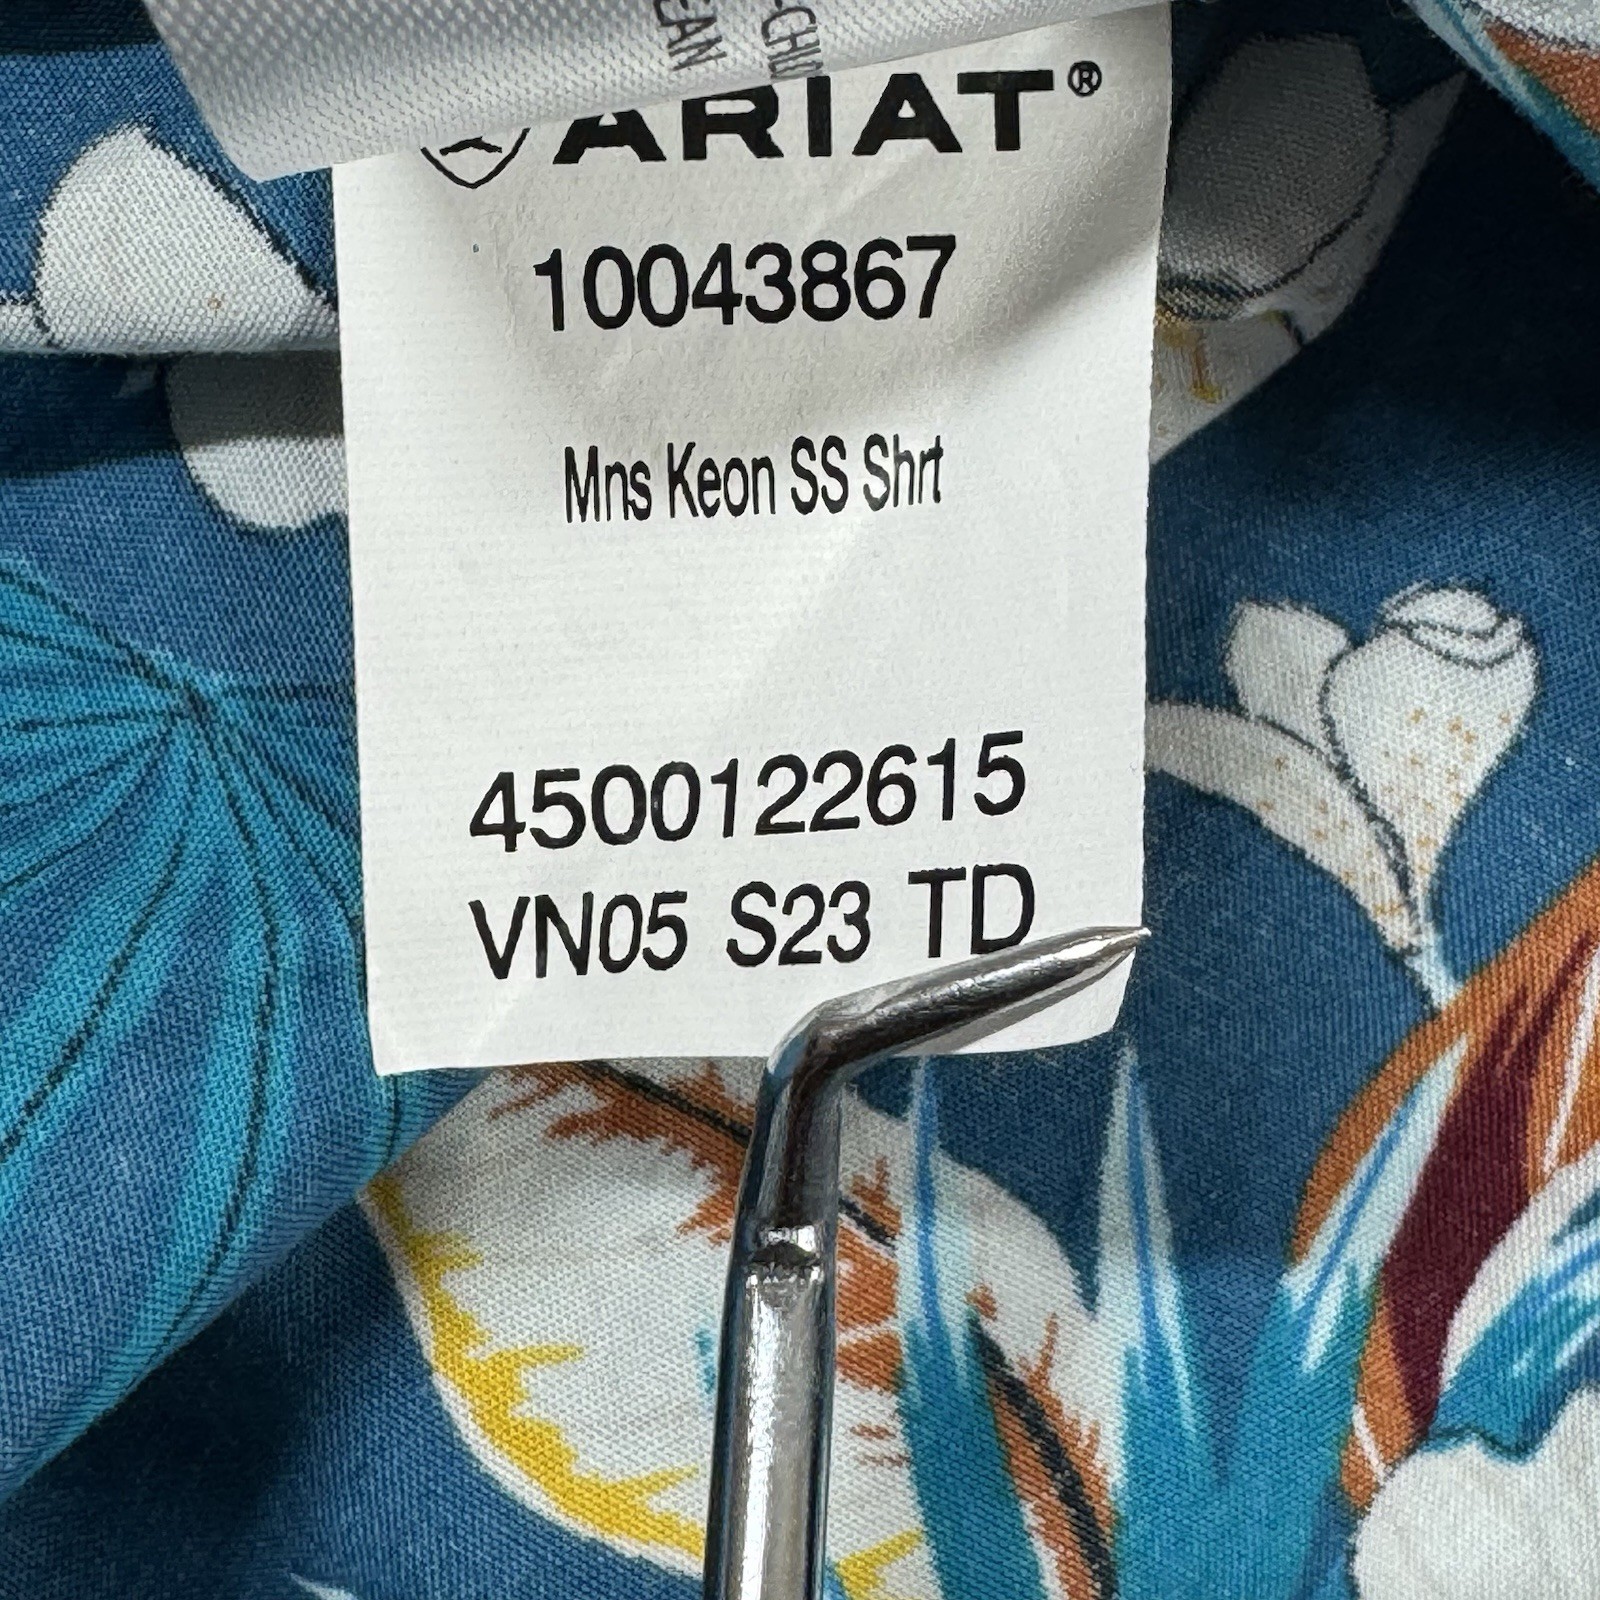 ARIAT®
10043867
Mns Keon SS Shrt
4500122615
VN05 S23 TD